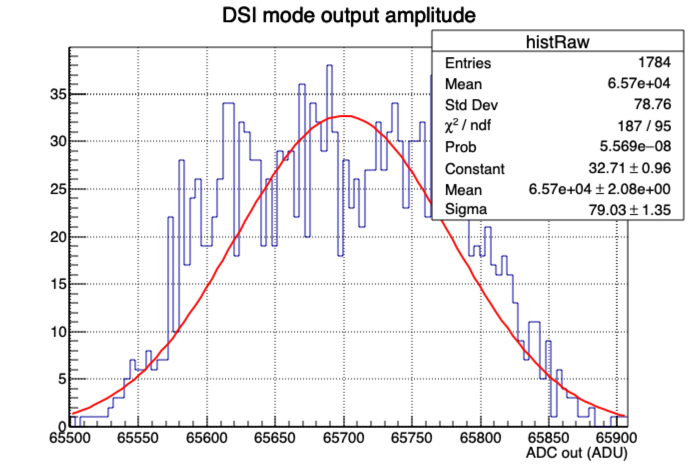 DSI mode output amplitude
histRaw
Entries 1784
Mean 6.57e+04
Std Dev 78.76
χ² / ndf 187 / 95
Prob 5.569e−08
Constant 32.71 ± 0.96
Mean 6.57e+04 ± 2.08e+00
Sigma 79.03 ± 1.35
35
30
25
20
15
10
5
0
65500 65550 65600 65650 65700 65750 65800 65850 65900
ADC out (ADU)